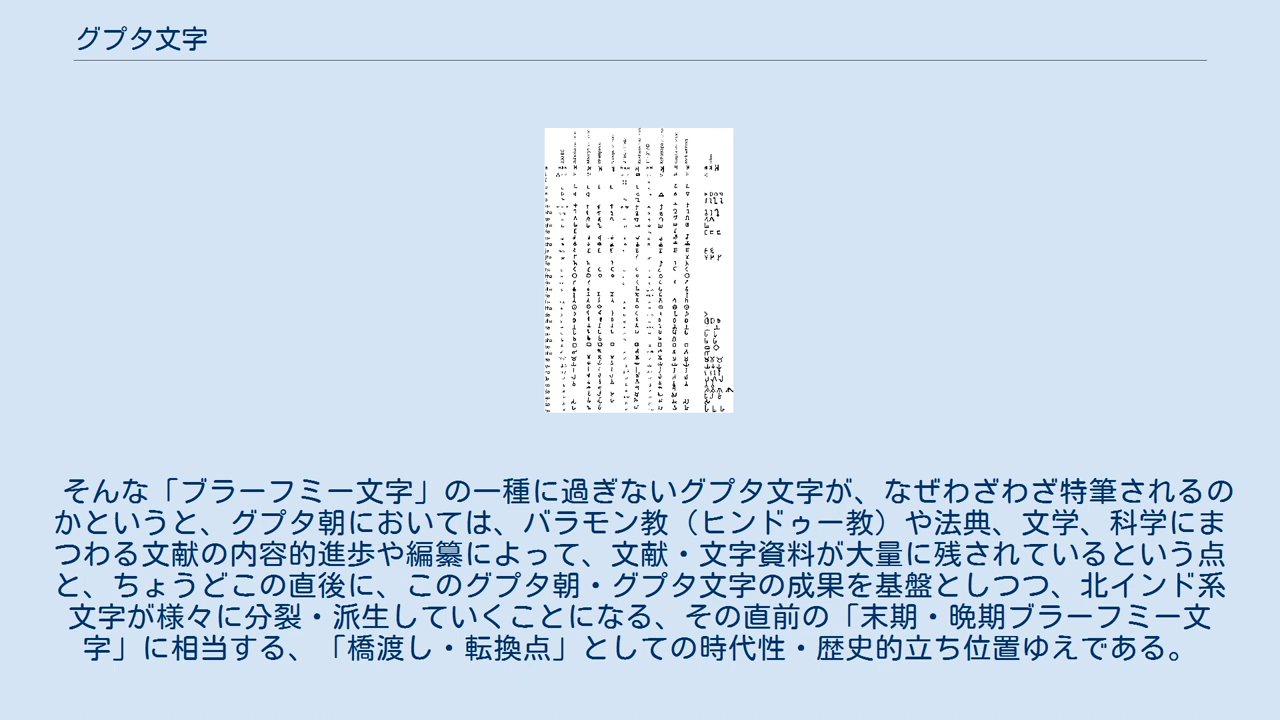 グプタ文字
そんな「ブラーフミー文字」の一種に過ぎないグプタ文字が、なぜわざわざ特筆されるの
かというと、グプタ朝においては、バラモン教（ヒンドゥー教）や法典、文学、科学にま
つわる文献の内容的進歩や編纂によって、文献・文字資料が大量に残されているという点
と、ちょうどこの直後に、このグプタ朝・グプタ文字の成果を基盤としつつ、北インド系
文字が様々に分裂・派生していくことになる、その直前の「末期・晩期ブラーフミー文
字」に相当する、「橋渡し・転換点」としての時代性・歴史的立ち位置ゆえである。